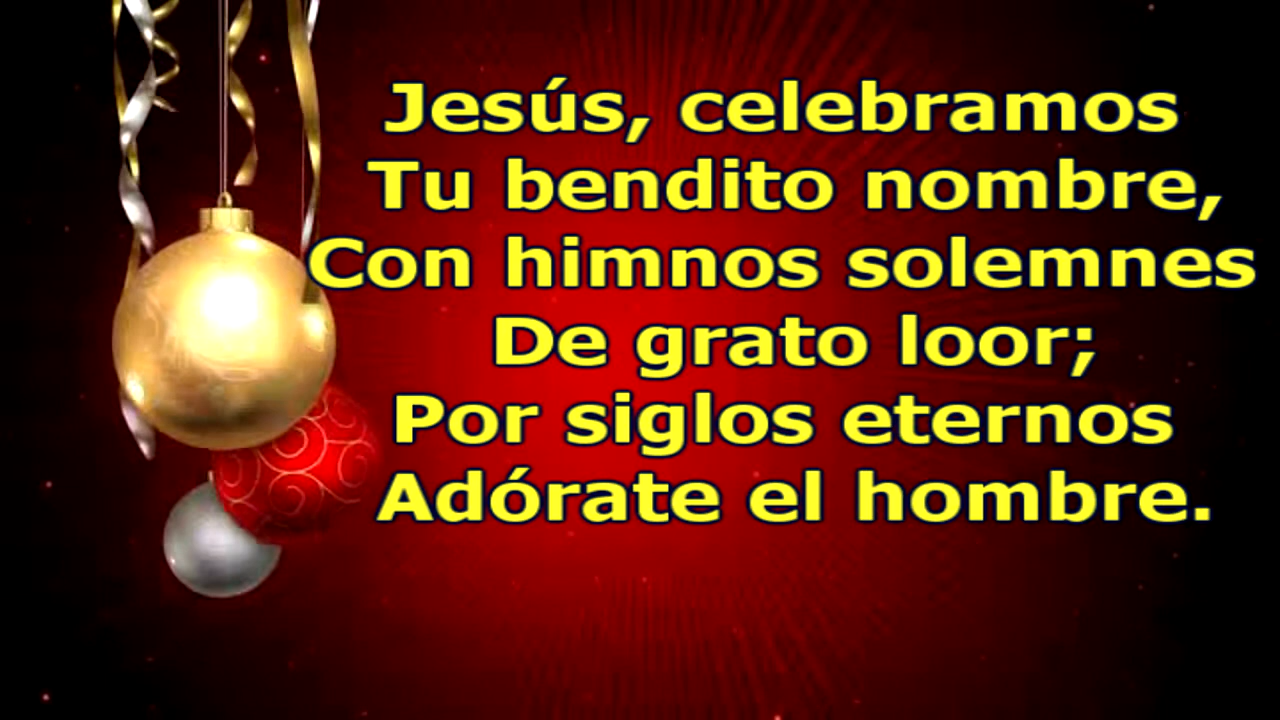 Jesús, celebramos
Tu bendito nombre,
Con himnos solemnes
De grato loor;
Por siglos eternos
Adórate el hombre.